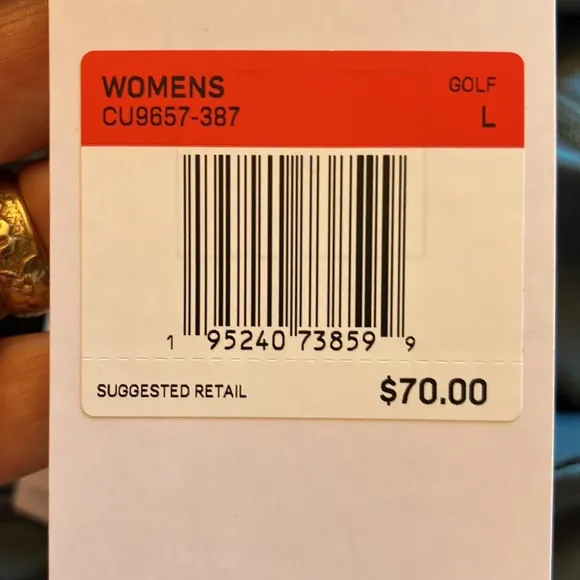 WOMENS GOLF
CU9657-387 L
1 95240 73859 9
SUGGESTED RETAIL $70.00